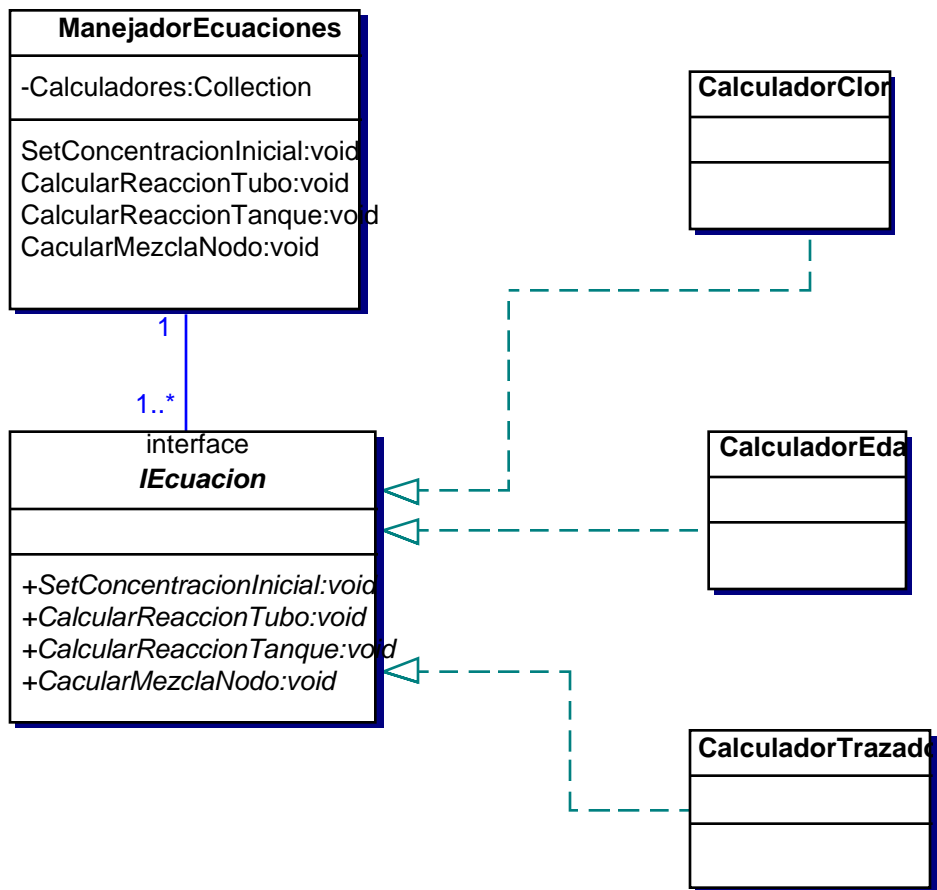 ManejadorEcuaciones
-Calculadores:Collection
SetConcentracionInicial:void
CalcularReaccionTubo:void
CalcularReaccionTanque:void
CacularMezclaNodo:void
1
1..*
interface
IEcuacion
+SetConcentracionInicial:void
+CalcularReaccionTubo:void
+CalcularReaccionTanque:void
+CacularMezclaNodo:void
CalculadorClor
CalculadorEda
CalculadorTrazado